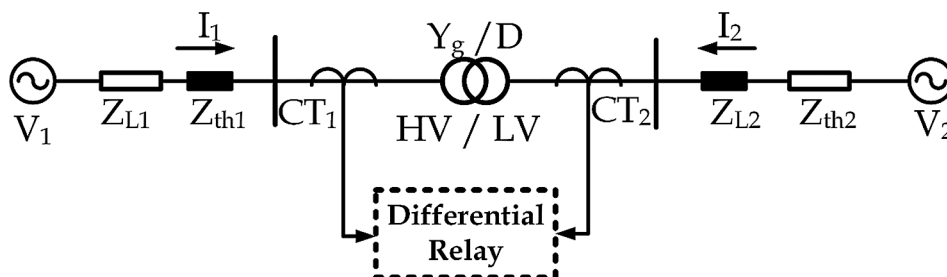 I1
I2
Yg /D
V1
ZL1
Zth1
CT1
HV / LV
CT2
ZL2
Zth2
V2
Differential
Relay